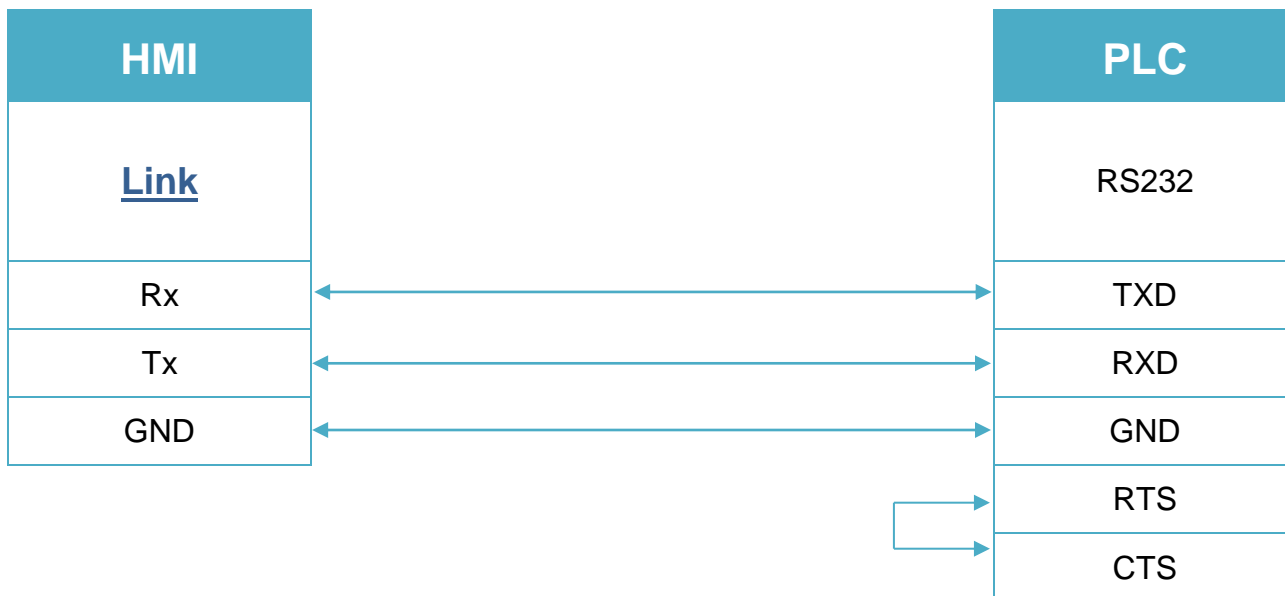 HMI PLC
Link RS232
Rx TXD
Tx RXD
GND GND
RTS
CTS